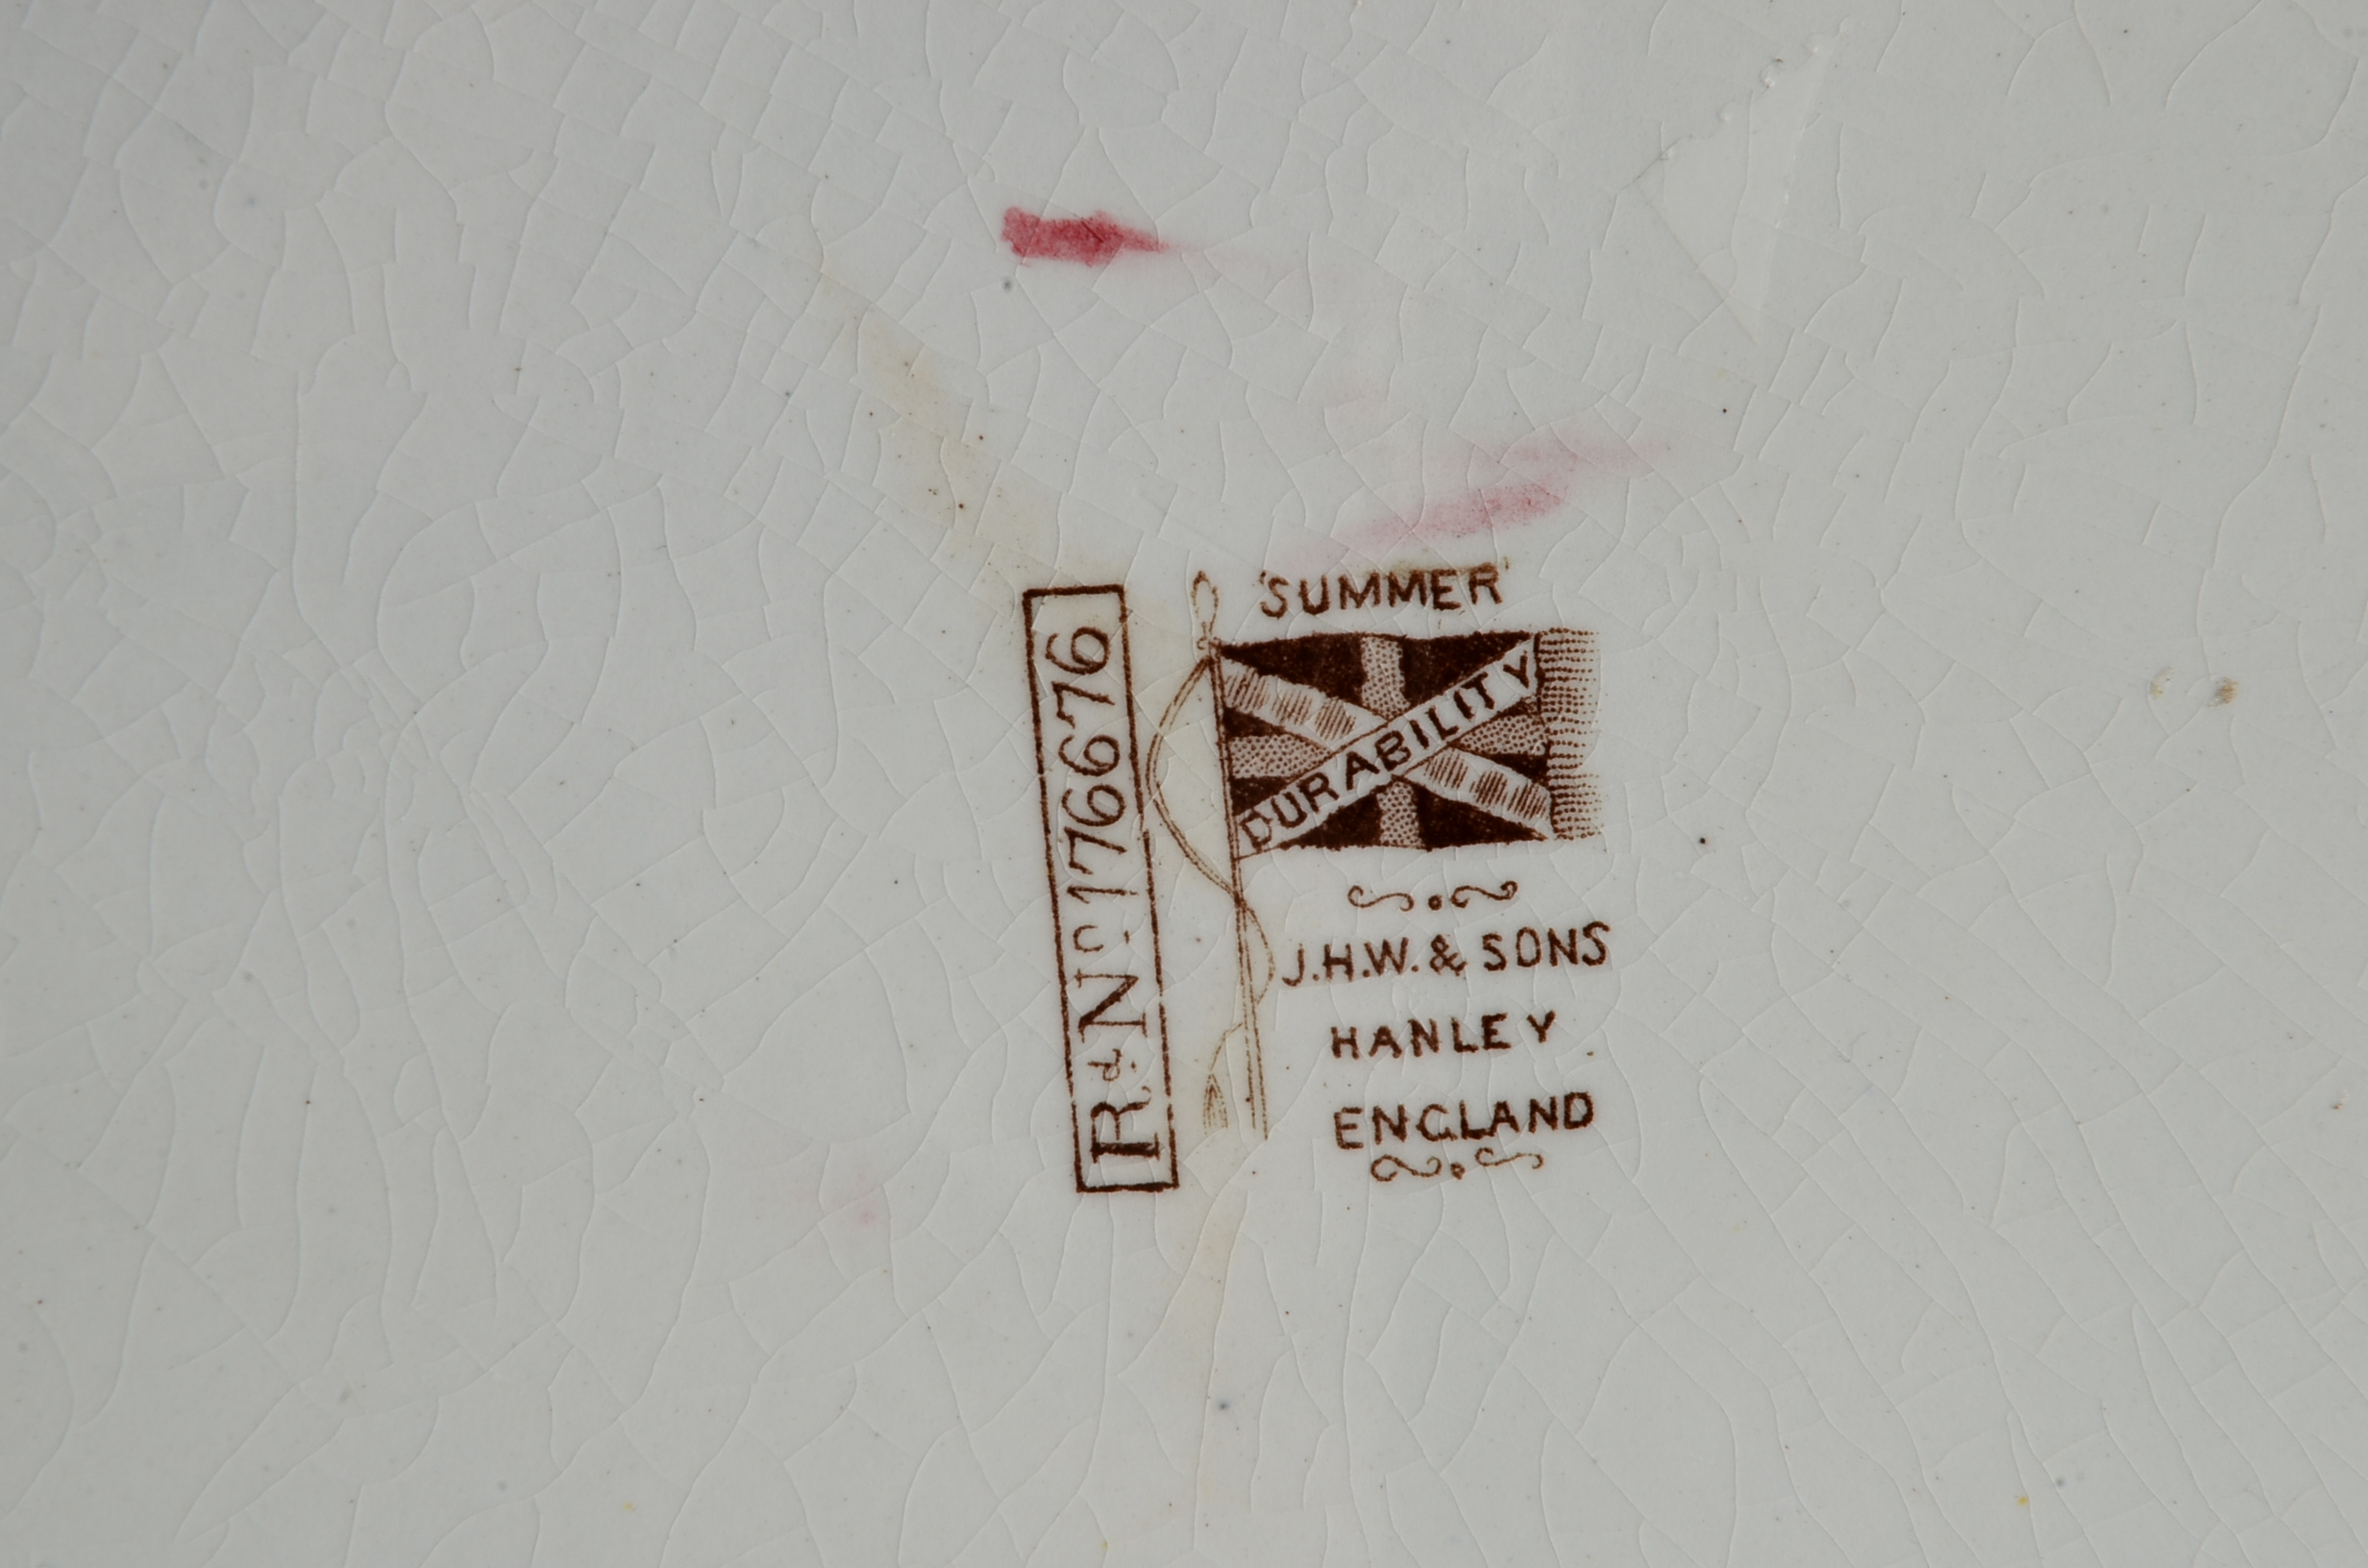 'SUMMER'
DURABILITY
J.H.W. & SONS
HANLEY
ENGLAND
Rd. No. 176676